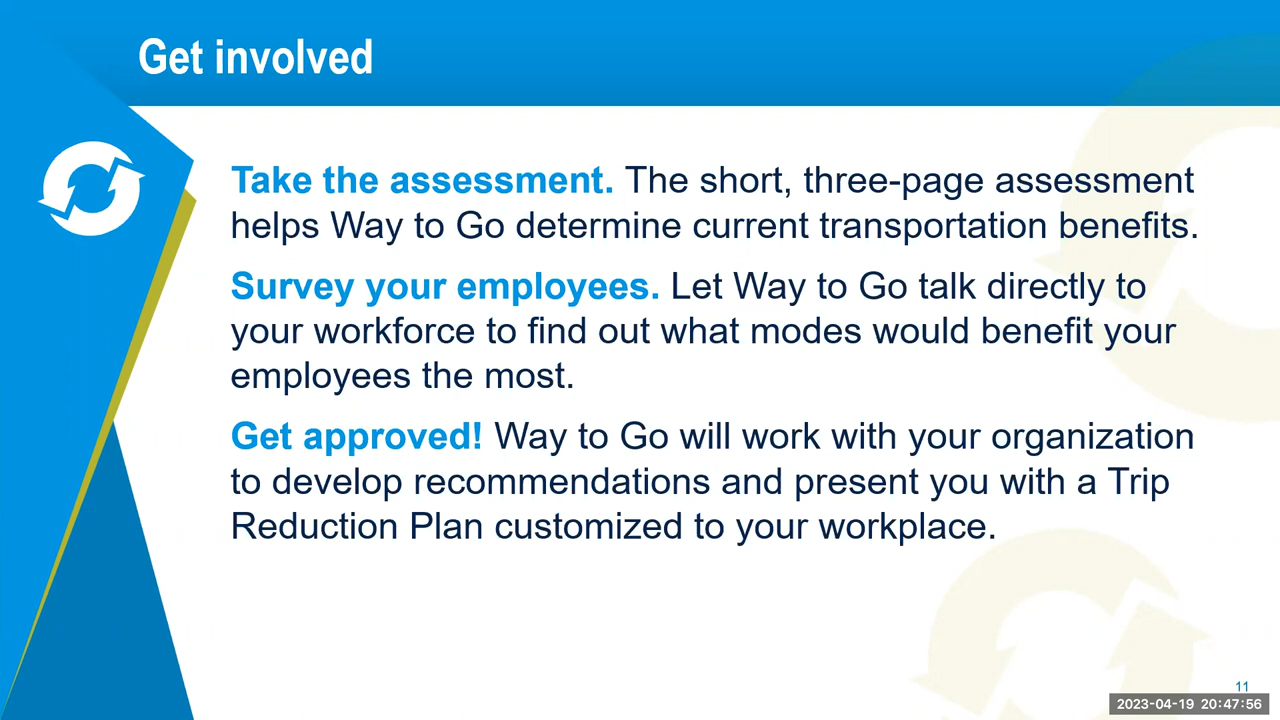 Get involved
Take the assessment. The short, three-page assessment
helps Way to Go determine current transportation benefits.
Survey your employees. Let Way to Go talk directly to
your workforce to find out what modes would benefit your
employees the most.
Get approved! Way to Go will work with your organization
to develop recommendations and present you with a Trip
Reduction Plan customized to your workplace.
11
2023-04-19 20:47:56